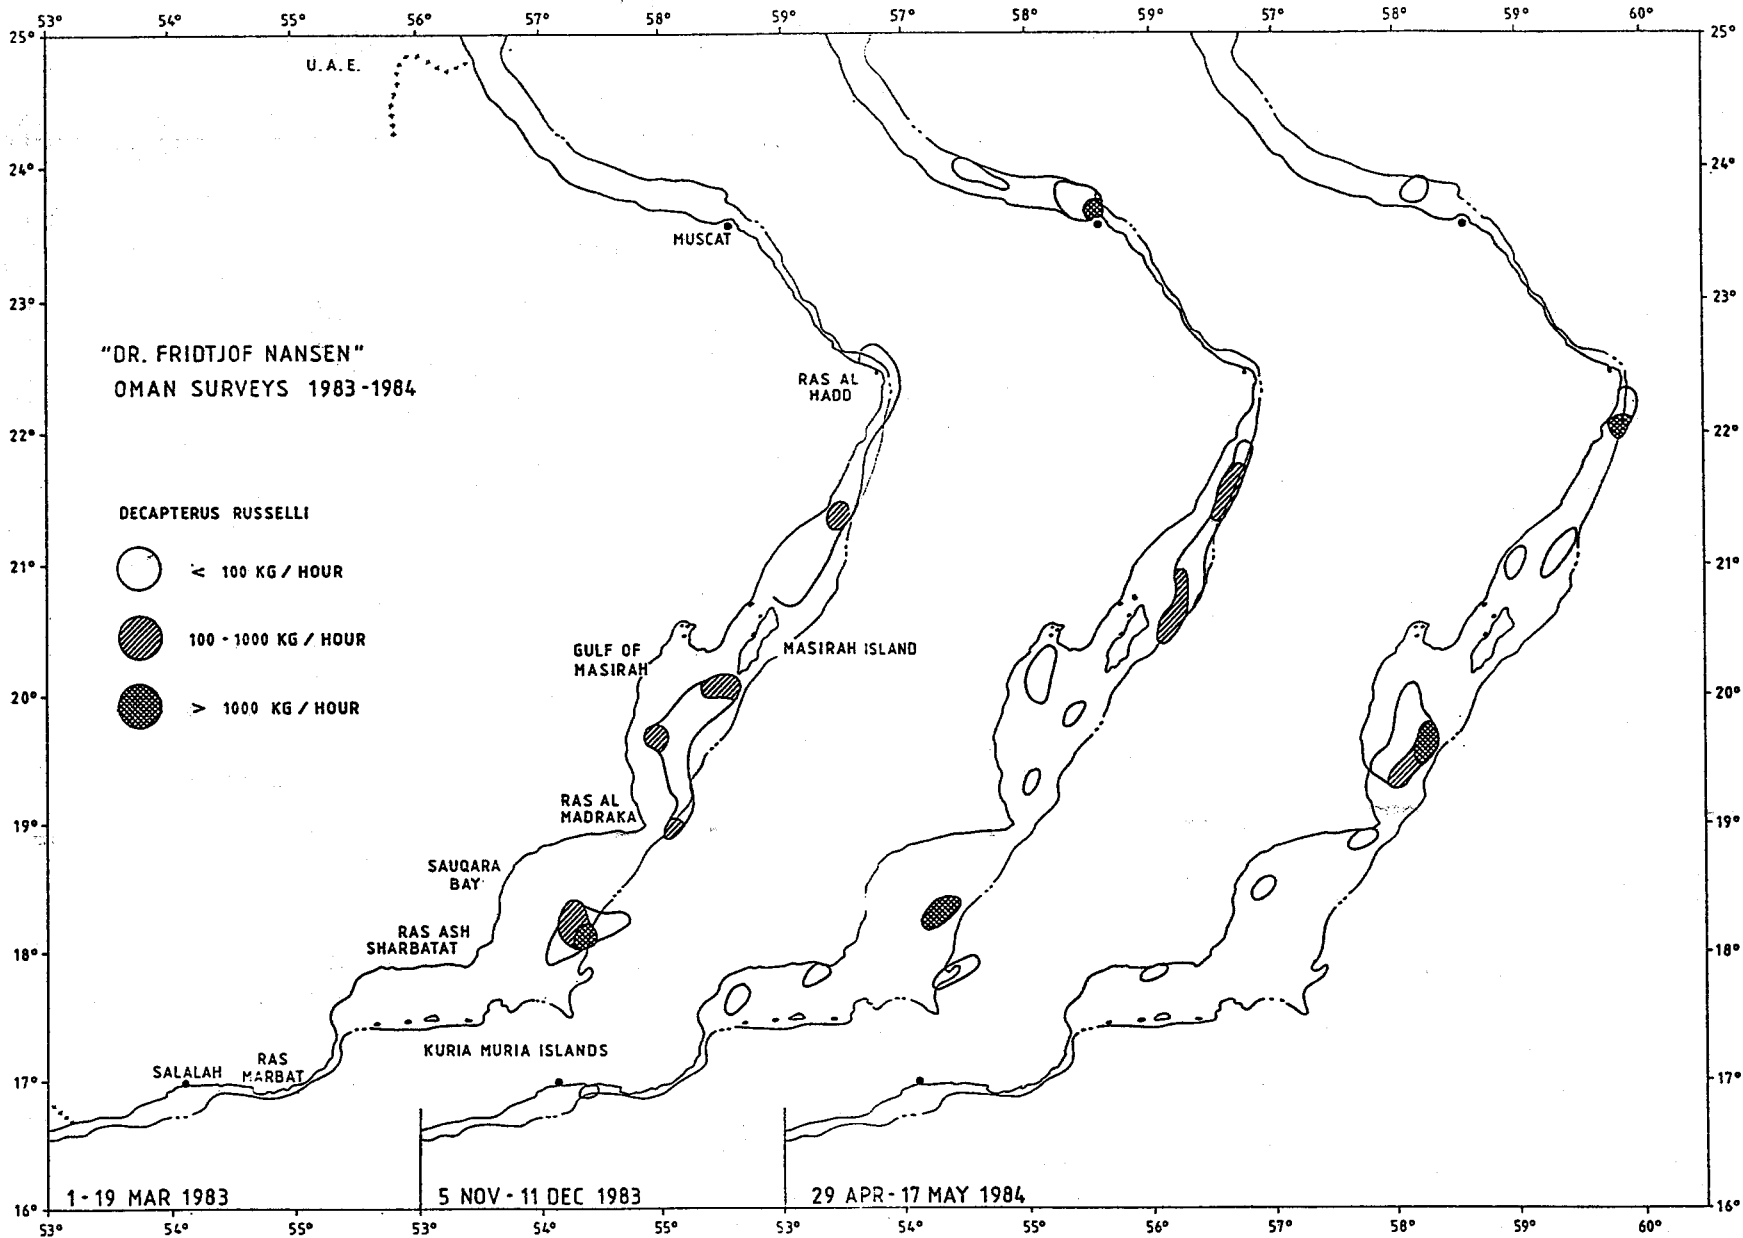 53° 54° 55° 56° 57° 58° 59° 57° 58° 59° 57° 58° 59° 60°
25° 25°
U.A.E.
24° 24°
MUSCAT
23° 23°
"DR. FRIDTJOF NANSEN"
OMAN SURVEYS 1983-1984
RAS AL
HADD
22° 22°
DECAPTERUS RUSSELLI
< 100 KG / HOUR
21° 21°
100 - 1000 KG / HOUR
GULF OF
MASIRAH
MASIRAH ISLAND
20° 20°
> 1000 KG / HOUR
RAS AL
MADRAKA
19° 19°
SAUQARA
BAY
RAS ASH
SHARBATAT
18° 18°
KURIA MURIA ISLANDS
SALALAH
RAS
MARBAT
17° 17°
1-19 MAR 1983
5 NOV - 11 DEC 1983
29 APR - 17 MAY 1984
16° 16°
53° 54° 55° 53° 54° 55° 53° 54° 55° 56° 57° 58° 59° 60°